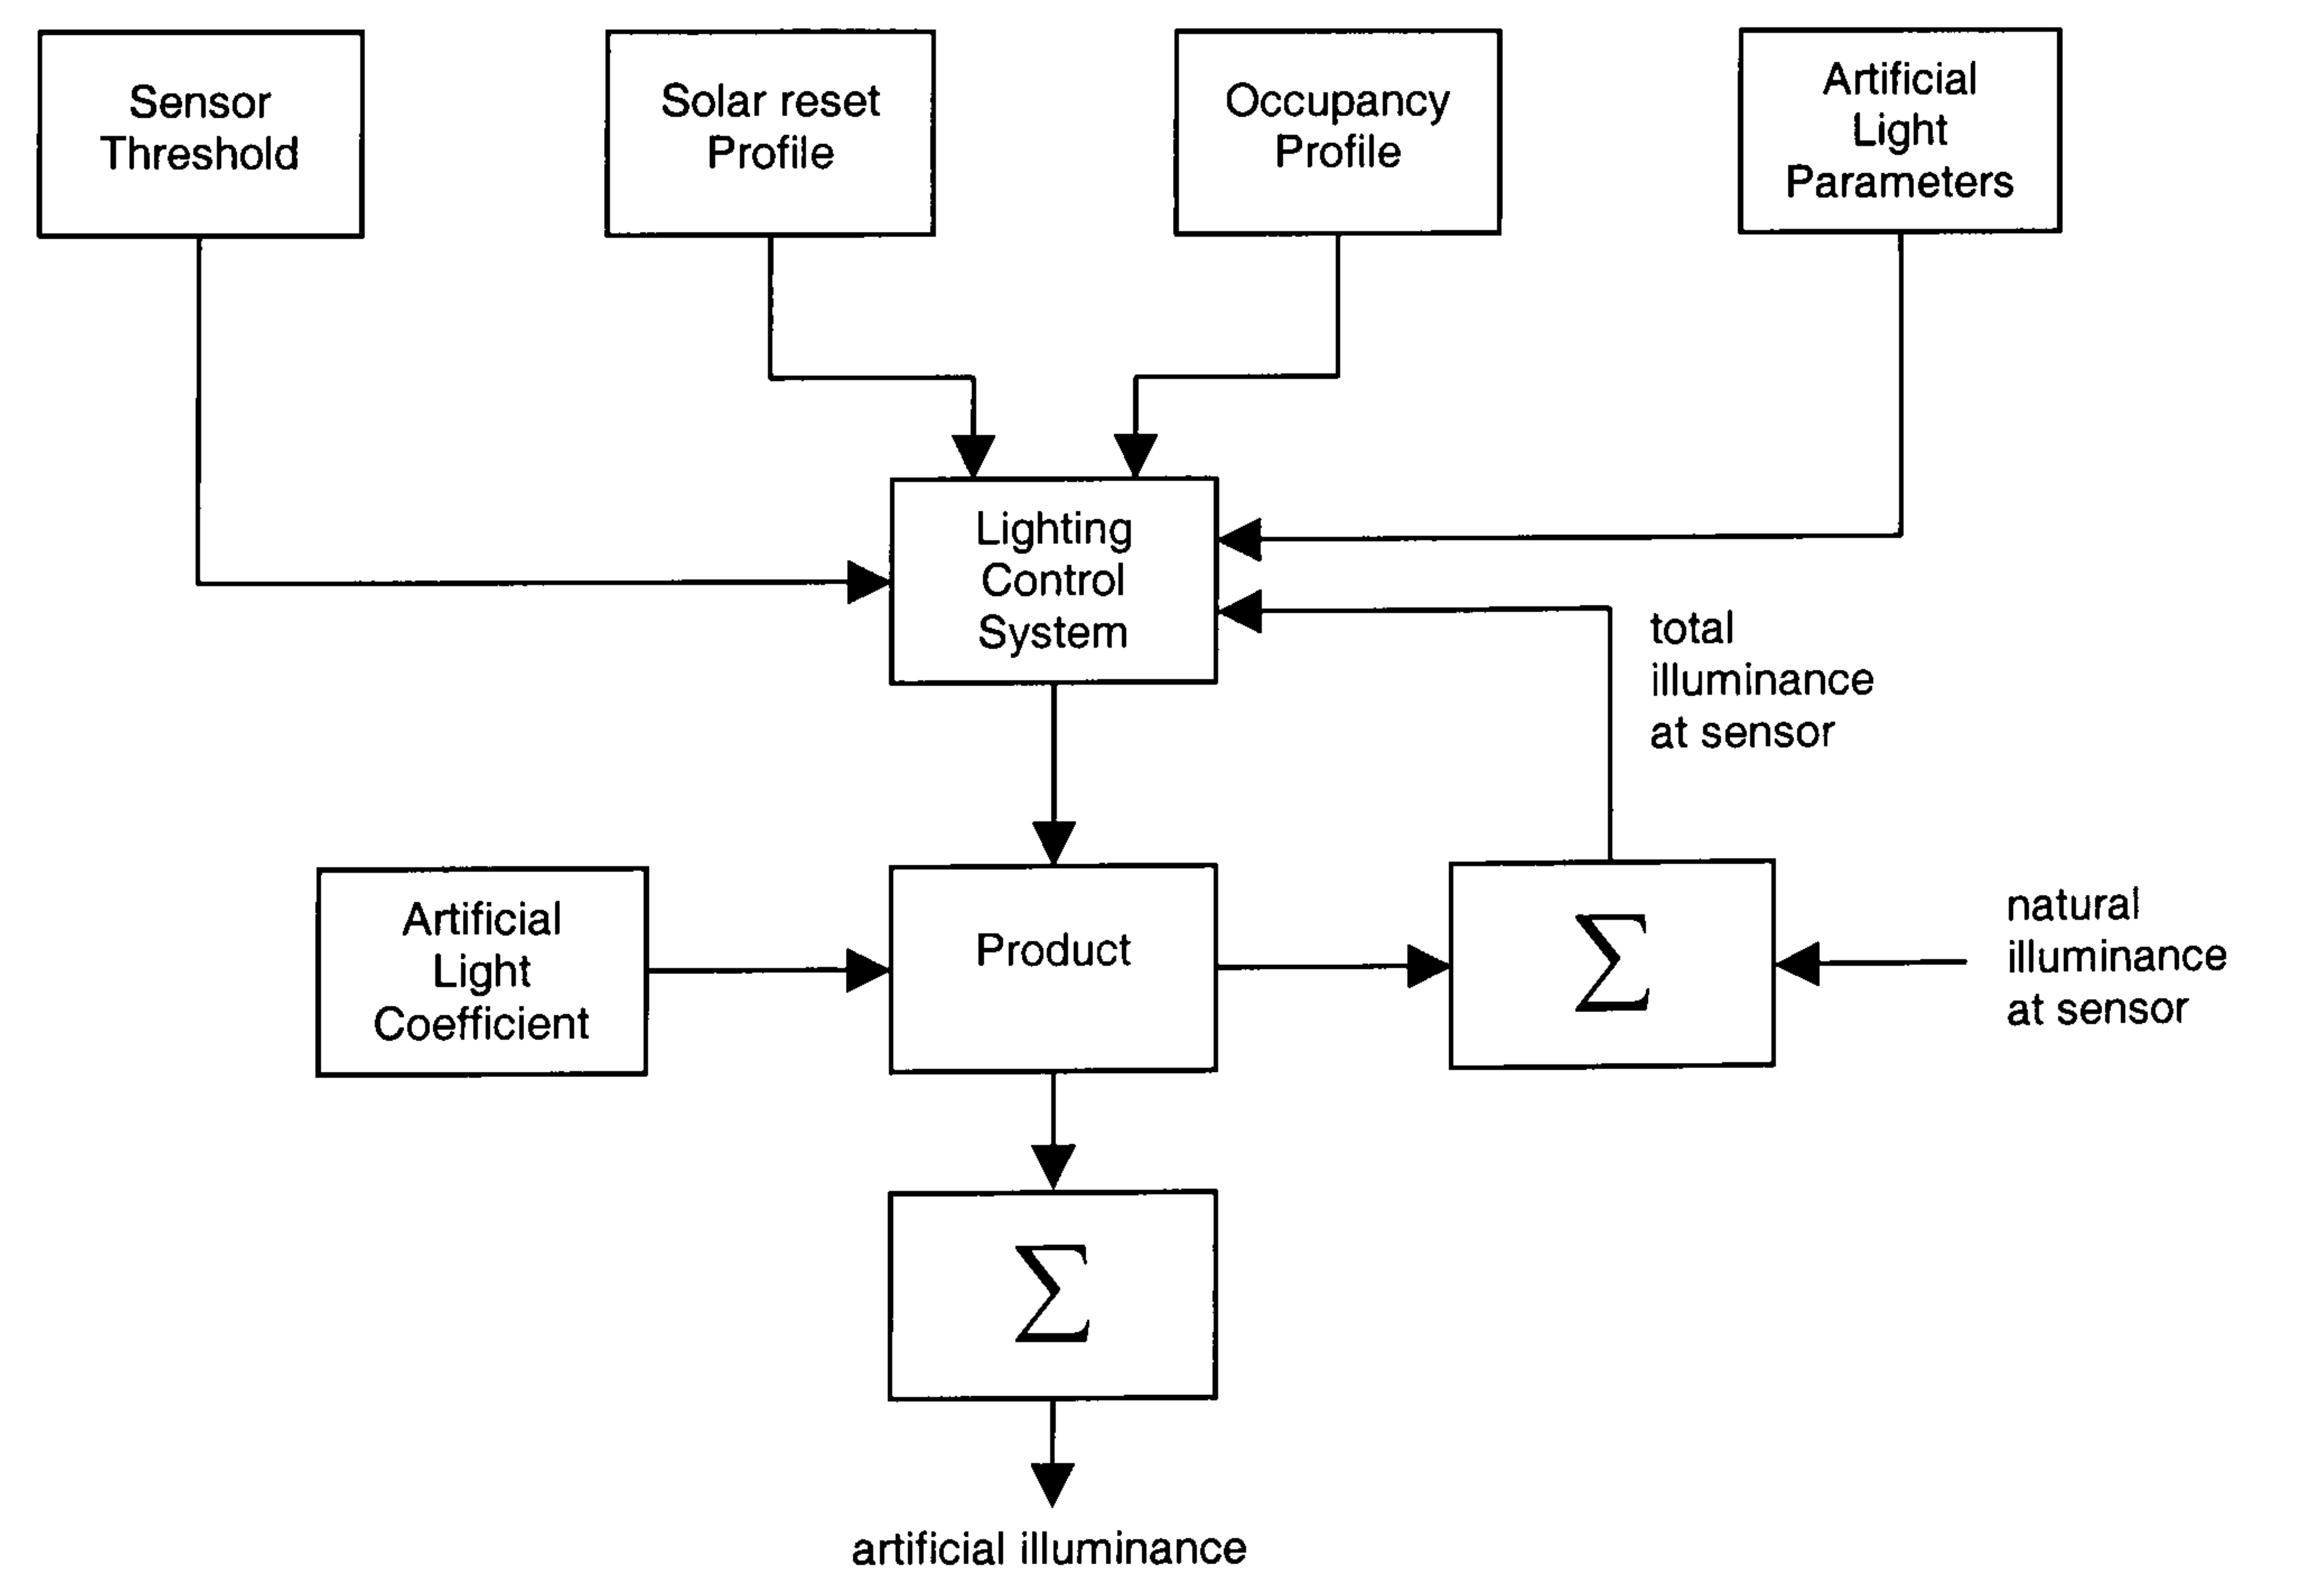 Sensor
Threshold
Solar reset
Profile
Occupancy
Profile
Artificial
Light
Parameters
Lighting
Control
System
total
illuminance
at sensor
Artificial
Light
Coefficient
Product
Σ
natural
illuminance
at sensor
Σ
artificial illuminance